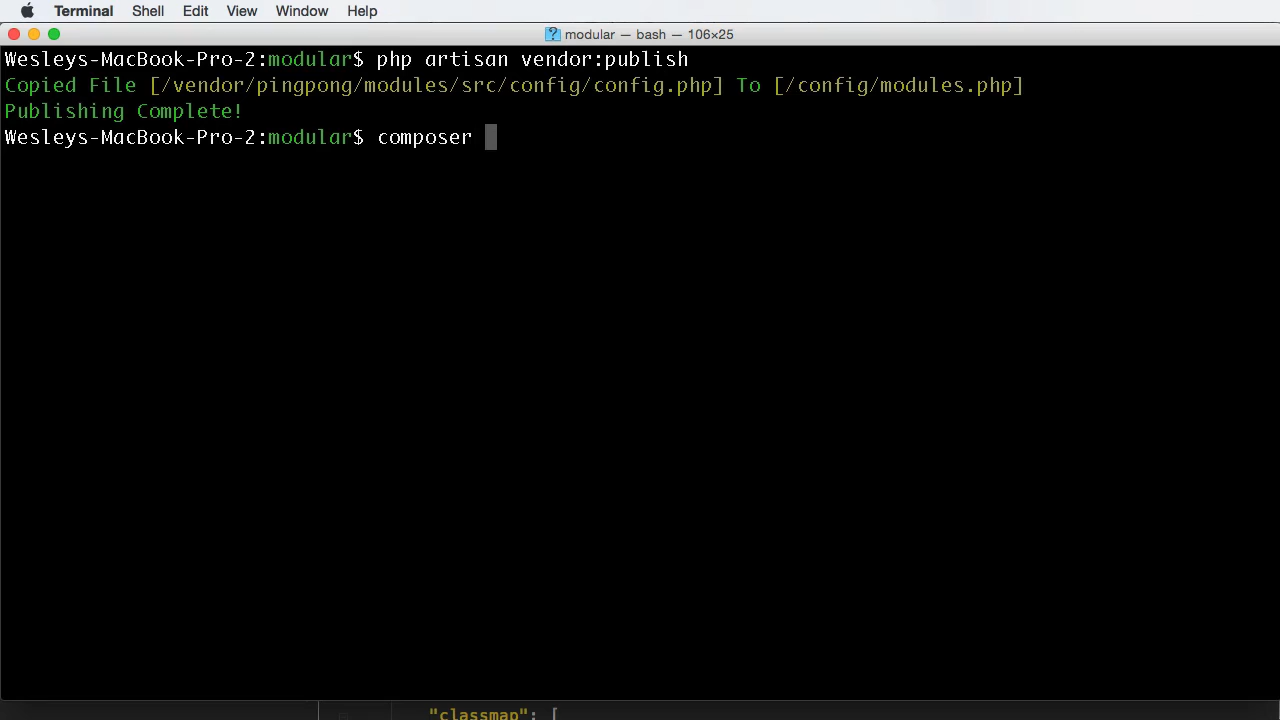 Terminal Shell Edit View Window Help
modular — bash — 106×25
Wesleys-MacBook-Pro-2:modular$ php artisan vendor:publish
Copied File [/vendor/pingpong/modules/src/config/config.php] To [/config/modules.php]
Publishing Complete!
Wesleys-MacBook-Pro-2:modular$ composer
"classmap": [